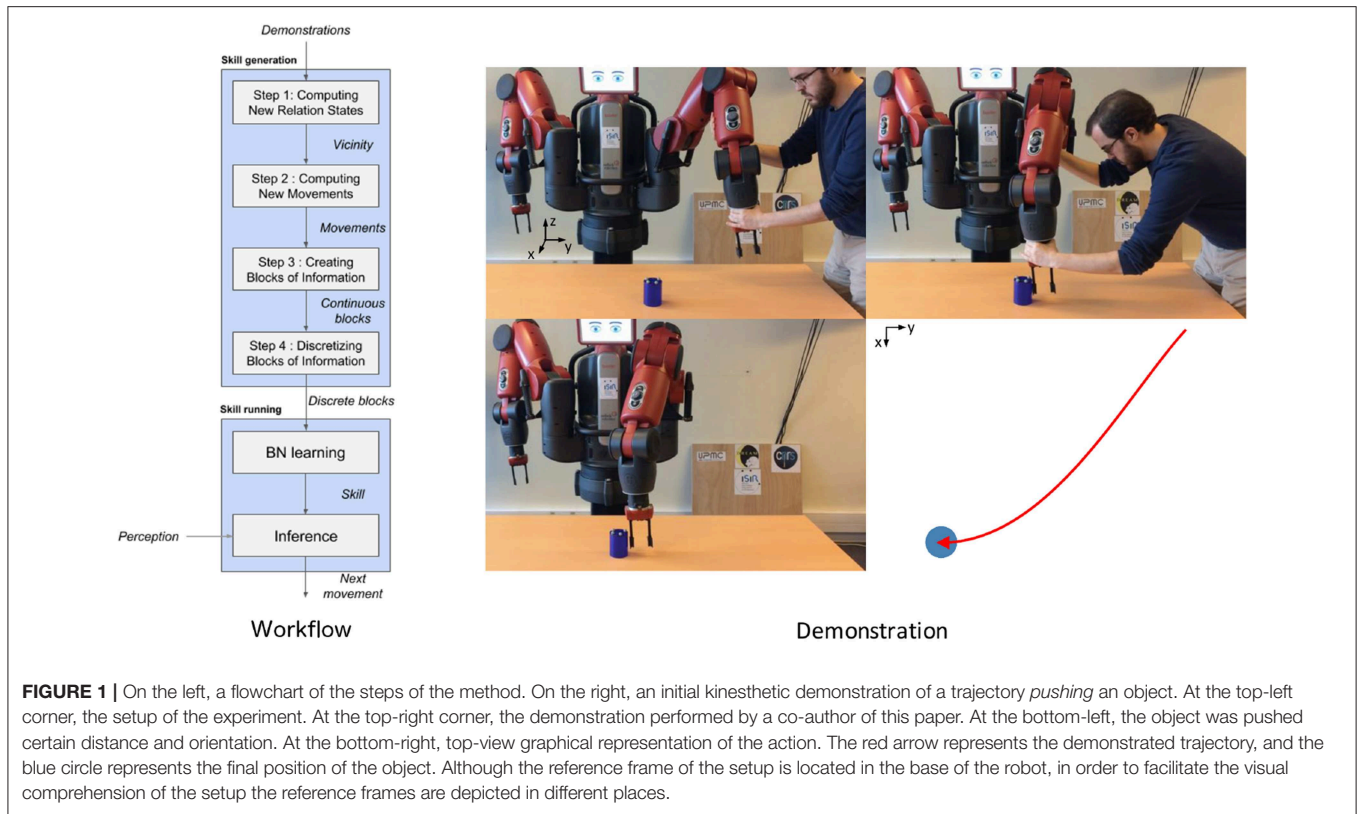 Demonstrations
Skill generation
Step 1: Computing
New Relation States
Vicinity
Step 2 : Computing
New Movements
Movements
Step 3 : Creating
Blocks of Information
Continuous
blocks
Step 4 : Discretizing
Blocks of Information
Discrete blocks
Skill running
BN learning
Skill
Perception
Inference
Next
movement
Workflow
z
y
x
UPMC
ISIR
UPMC
ISIR
y
x
UPMC
ISIR
Demonstration
FIGURE 1 | On the left, a flowchart of the steps of the method. On the right, an initial kinesthetic demonstration of a trajectory pushing an object. At the top-left
corner, the setup of the experiment. At the top-right corner, the demonstration performed by a co-author of this paper. At the bottom-left, the object was pushed
certain distance and orientation. At the bottom-right, top-view graphical representation of the action. The red arrow represents the demonstrated trajectory, and the
blue circle represents the final position of the object. Although the reference frame of the setup is located in the base of the robot, in order to facilitate the visual
comprehension of the setup the reference frames are depicted in different places.